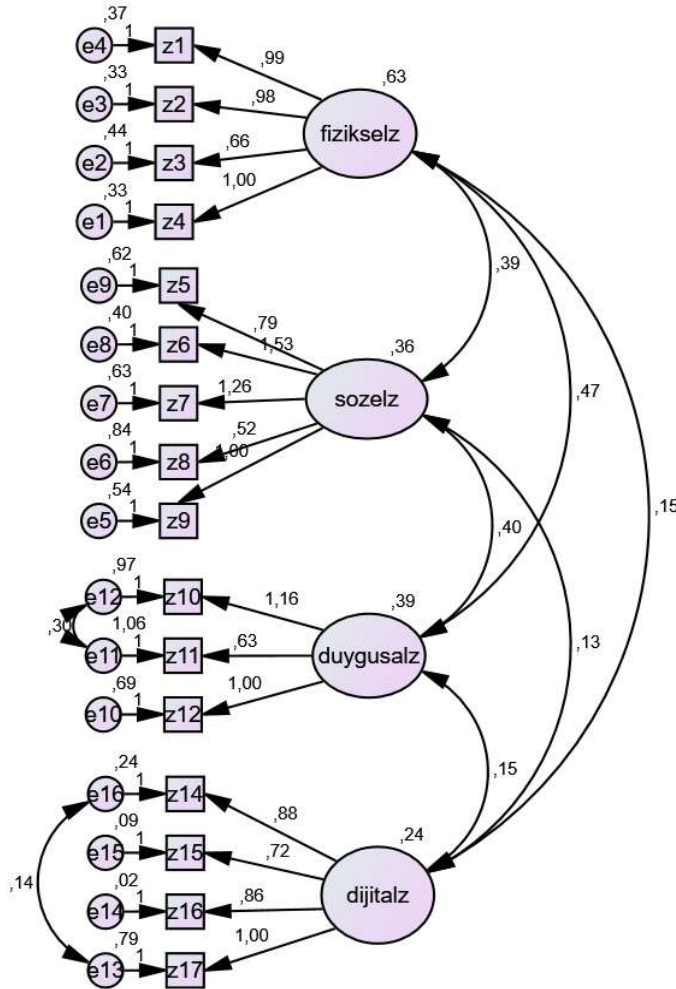 ,37
e4 1 z1
,99
,63
,33
e3 1 z2
,98
fizikselz
,44
e2 1 z3
,66
,33
e1 1 z4
1,00
,39
,62
e9 1 z5
,79
,40
e8 1 z6
1,53
,36
,63
e7 1 z7
1,26
sozelz
,47
,84
e6 1 z8
,52
1,00
,54
e5 1 z9
,40
,15
,97
e12 1 z10
1,16
,39
,30
1,06
e11 1 z11
,63
duygusalz
,13
,69
e10 1 z12
1,00
,15
,24
e16 1 z14
,88
,24
,09
e15 1 z15
,72
,14
,02
e14 1 z16
,86
dijitalz
,79
e13 1 z17
1,00